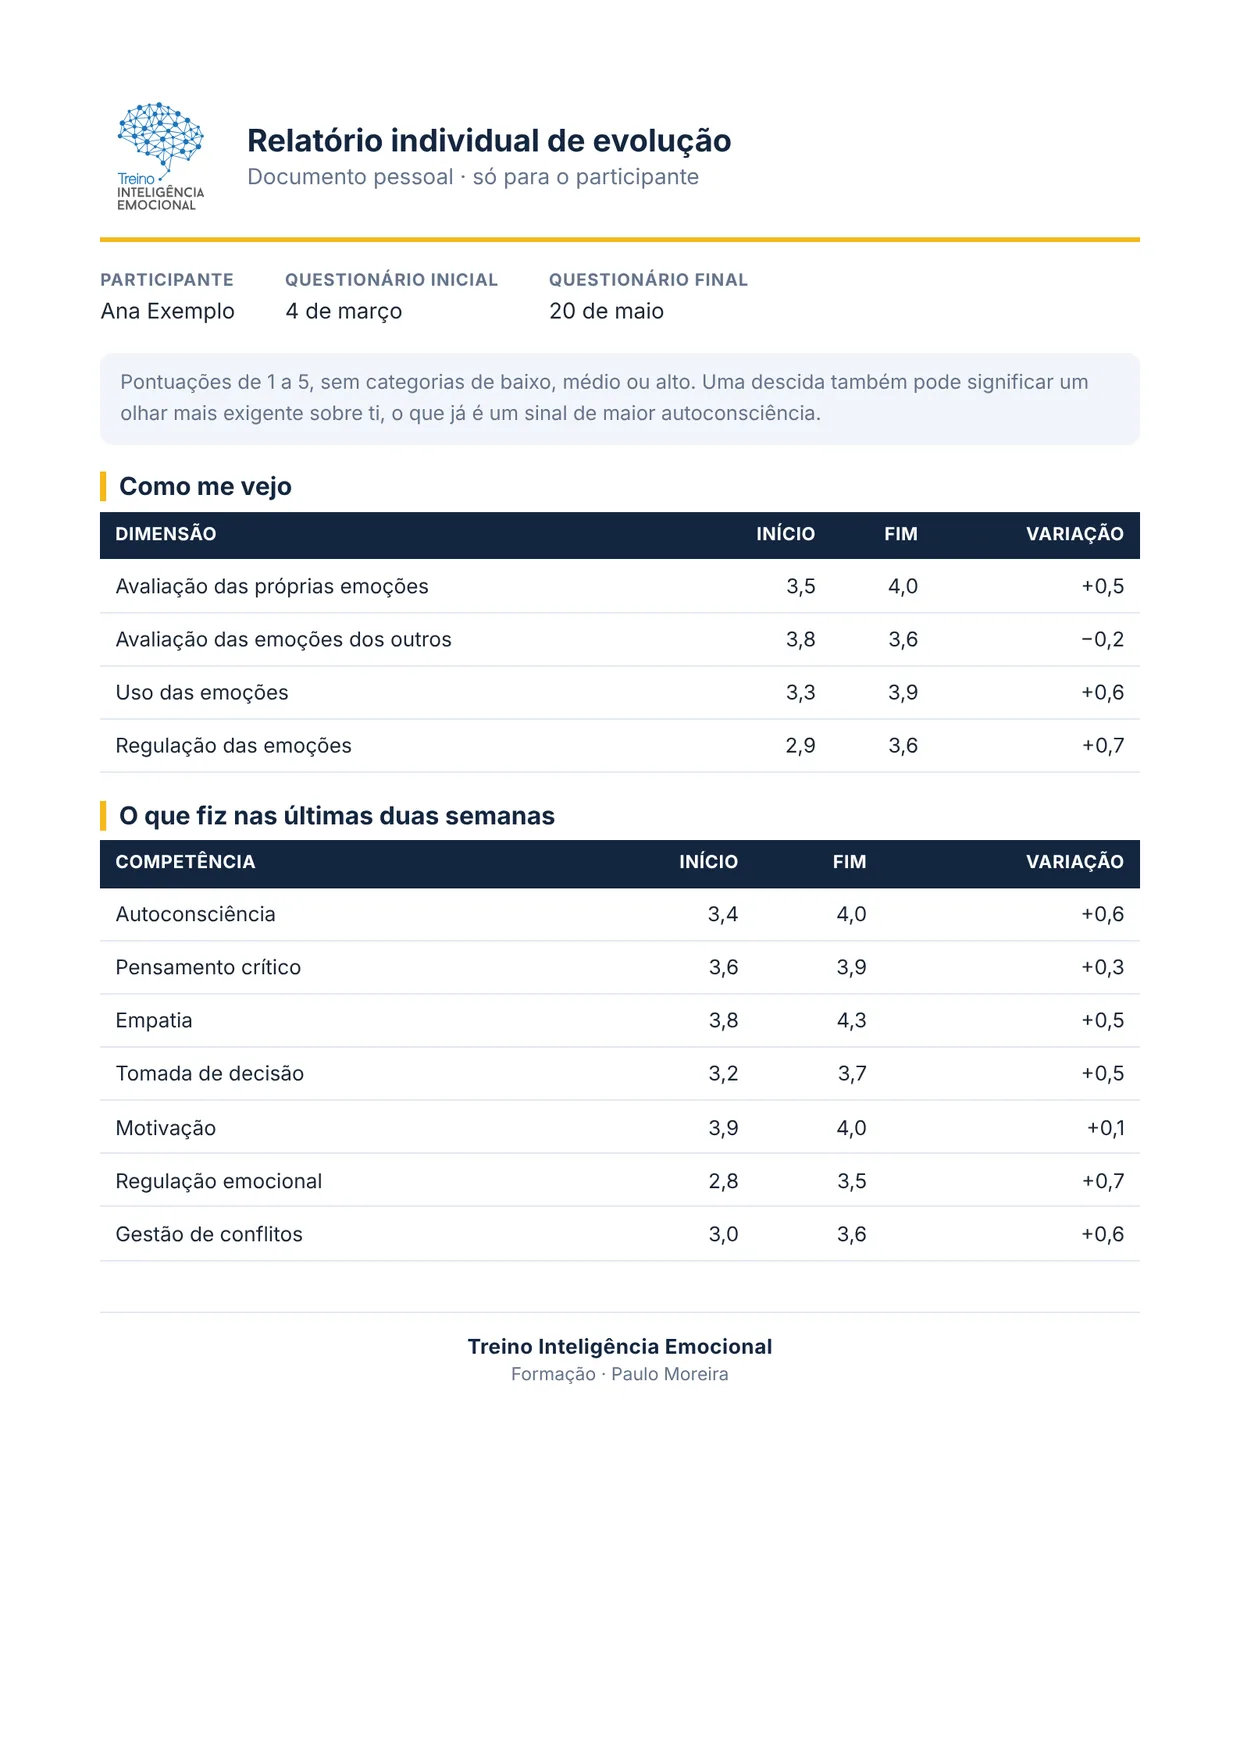 Treino
INTELIGÊNCIA
EMOCIONAL
Relatório individual de evolução
Documento pessoal · só para o participante
PARTICIPANTE QUESTIONÁRIO INICIAL QUESTIONÁRIO FINAL
Ana Exemplo 4 de março 20 de maio
Pontuações de 1 a 5, sem categorias de baixo, médio ou alto. Uma descida também pode significar um
olhar mais exigente sobre ti, o que já é um sinal de maior autoconsciência.
Como me vejo
DIMENSÃO INÍCIO FIM VARIAÇÃO
Avaliação das próprias emoções 3,5 4,0 +0,5
Avaliação das emoções dos outros 3,8 3,6 −0,2
Uso das emoções 3,3 3,9 +0,6
Regulação das emoções 2,9 3,6 +0,7
O que fiz nas últimas duas semanas
COMPETÊNCIA INÍCIO FIM VARIAÇÃO
Autoconsciência 3,4 4,0 +0,6
Pensamento crítico 3,6 3,9 +0,3
Empatia 3,8 4,3 +0,5
Tomada de decisão 3,2 3,7 +0,5
Motivação 3,9 4,0 +0,1
Regulação emocional 2,8 3,5 +0,7
Gestão de conflitos 3,0 3,6 +0,6
Treino Inteligência Emocional
Formação · Paulo Moreira